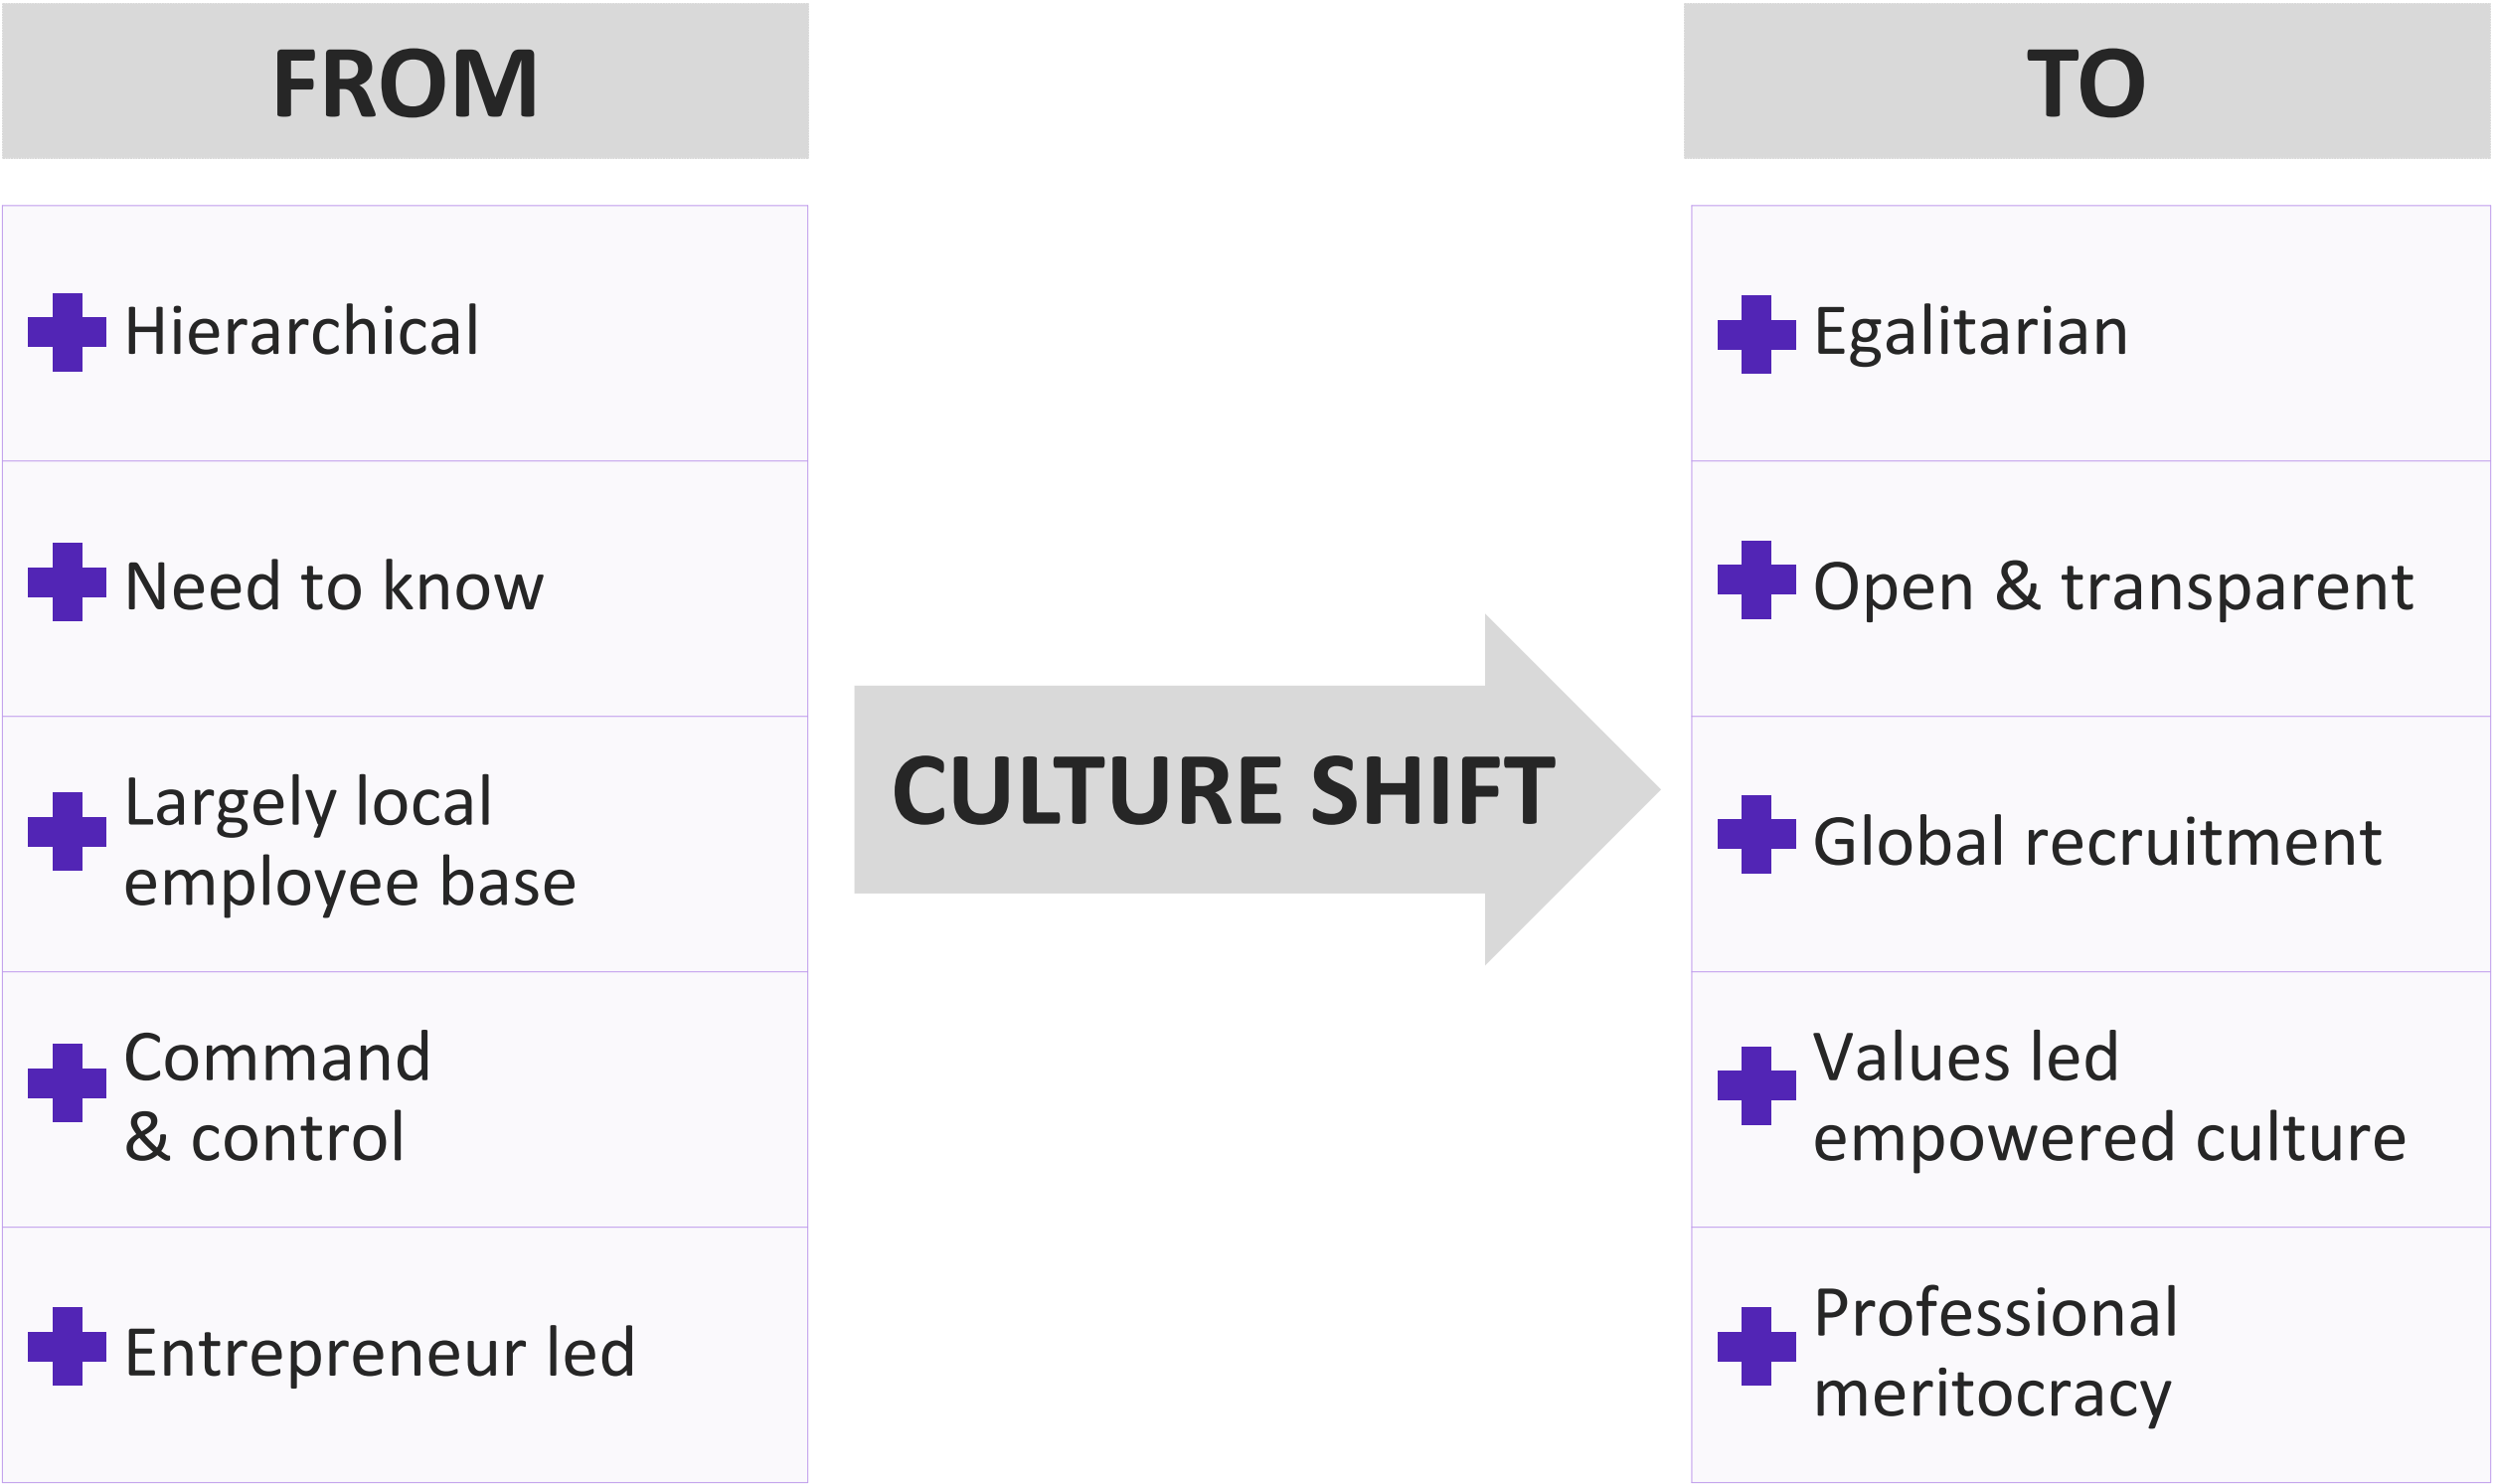 FROM
Hierarchical
Need to know
Largely local
employee base
Command
& control
Entrepreneur led
CULTURE SHIFT
TO
Egalitarian
Open & transparent
Global recruitment
Values led
empowered culture
Professional
meritocracy